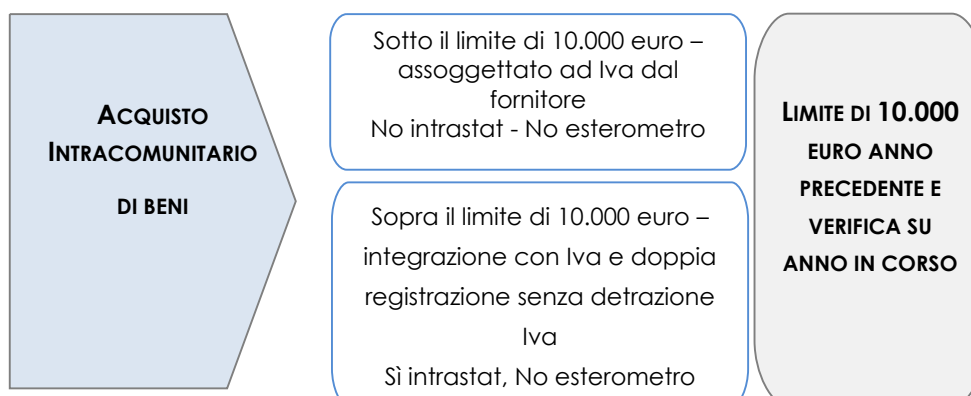 ACQUISTO
INTRACOMUNITARIO
DI BENI
Sotto il limite di 10.000 euro –
assoggettato ad Iva dal
fornitore
No intrastat - No esterometro
Sopra il limite di 10.000 euro –
integrazione con Iva e doppia
registrazione senza detrazione
Iva
Sì intrastat, No esterometro
LIMITE DI 10.000
EURO ANNO
PRECEDENTE E
VERIFICA SU
ANNO IN CORSO